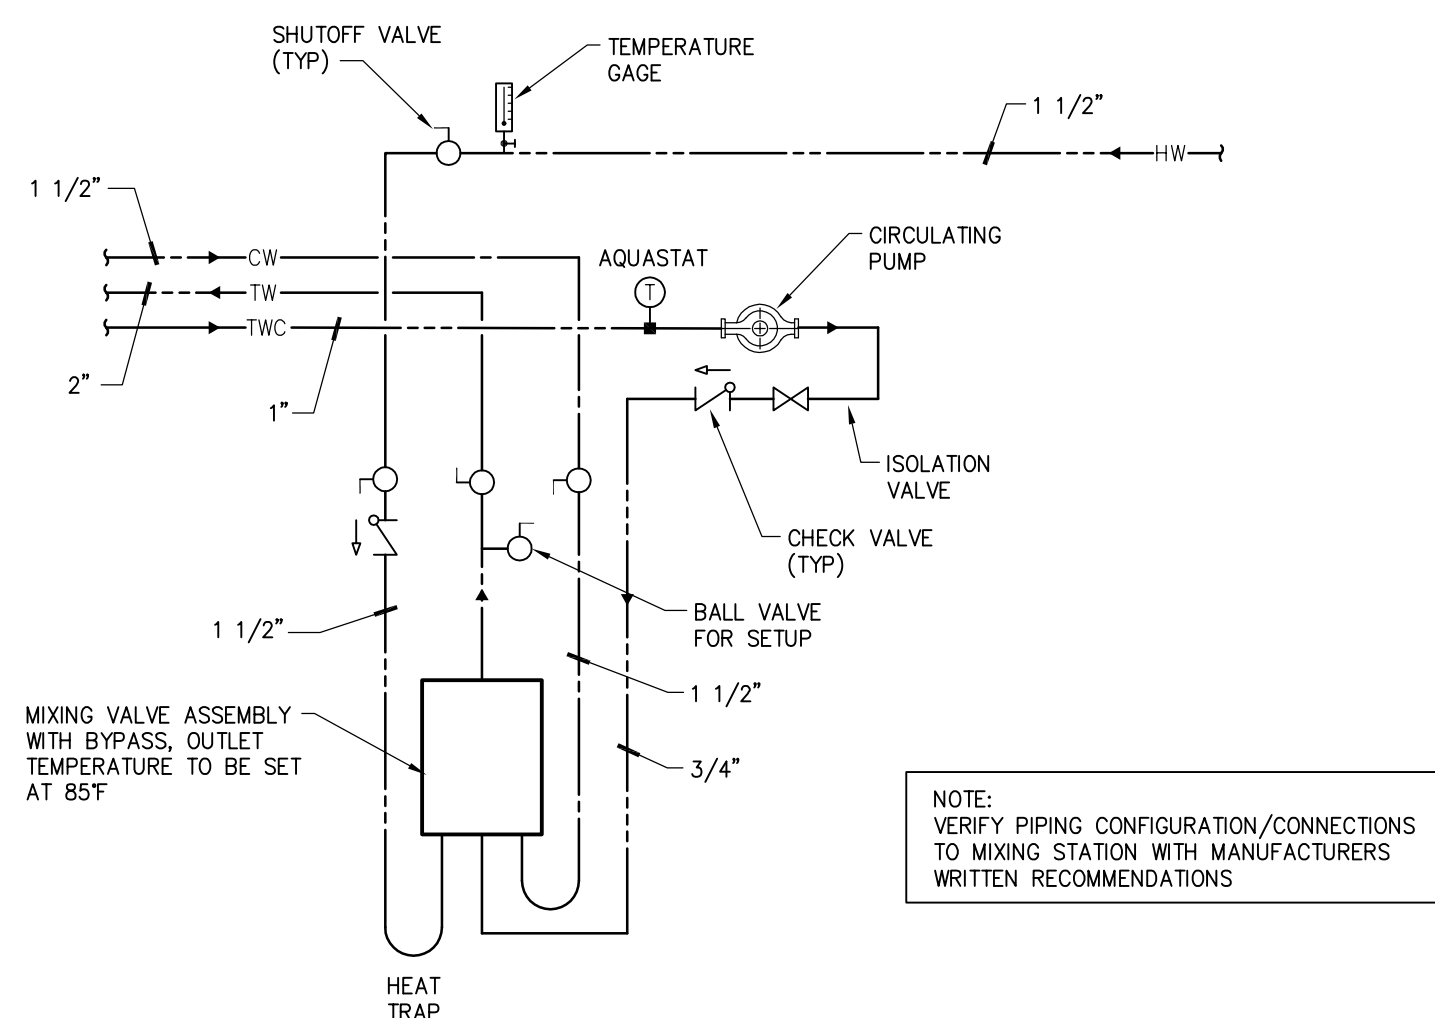 SHUTOFF VALVE
(TYP)
TEMPERATURE
GAGE
1 1/2"
HW
1 1/2"
CW
TW
TWC
AQUASTAT
T
CIRCULATING
PUMP
2"
1"
ISOLATION
VALVE
CHECK VALVE
(TYP)
BALL VALVE
FOR SETUP
1 1/2"
1 1/2"
3/4"
MIXING VALVE ASSEMBLY
WITH BYPASS, OUTLET
TEMPERATURE TO BE SET
AT 85°F
NOTE:
VERIFY PIPING CONFIGURATION/CONNECTIONS
TO MIXING STATION WITH MANUFACTURERS
WRITTEN RECOMMENDATIONS
HEAT
TRAP